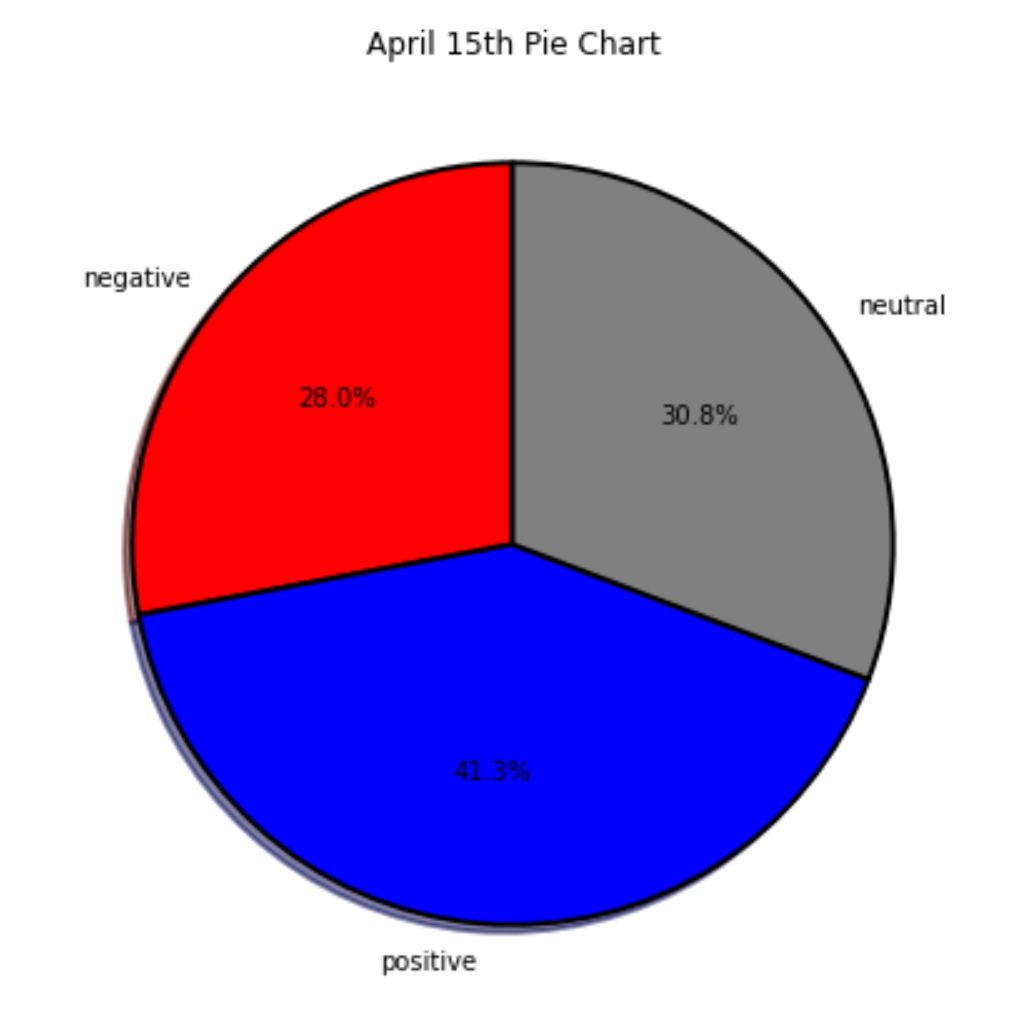 April 15th Pie Chart
negative
neutral
28.0%
30.8%
41.3%
positive